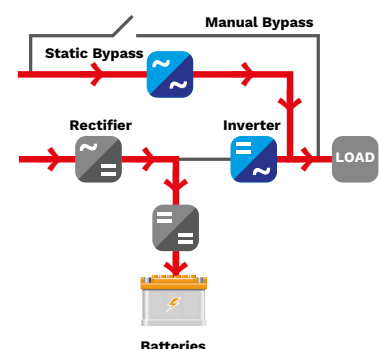 Manual Bypass
Static Bypass
Rectifier
Inverter
LOAD
Batteries